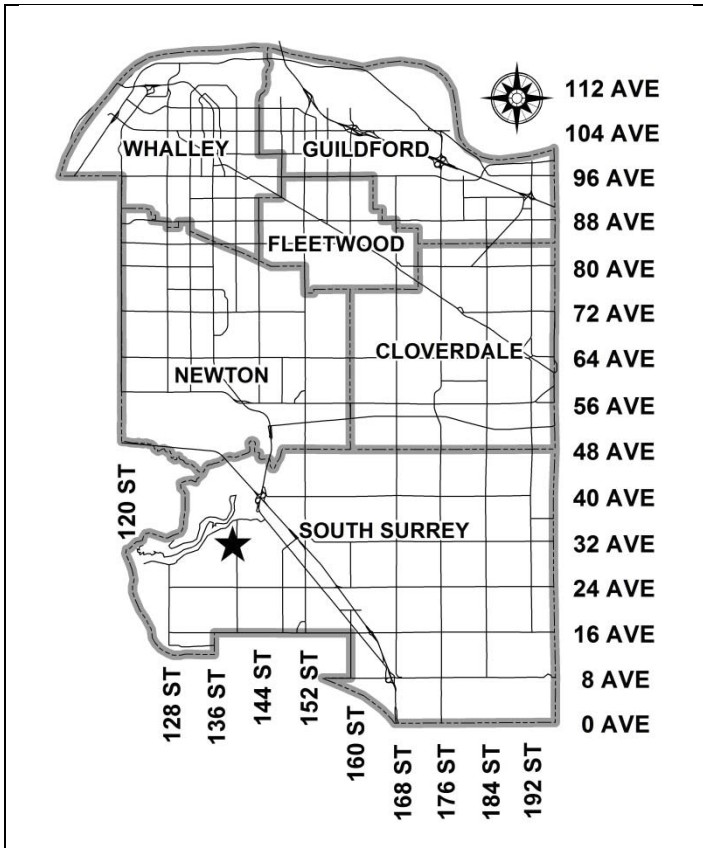 112 AVE
104 AVE
WHALLEY
GUILDFORD
96 AVE
88 AVE
FLEETWOOD
80 AVE
72 AVE
CLOVERDALE
64 AVE
NEWTON
56 AVE
48 AVE
120 ST
40 AVE
SOUTH SURREY
32 AVE
24 AVE
16 AVE
8 AVE
0 AVE
128 ST
136 ST
144 ST
152 ST
160 ST
168 ST
176 ST
184 ST
192 ST